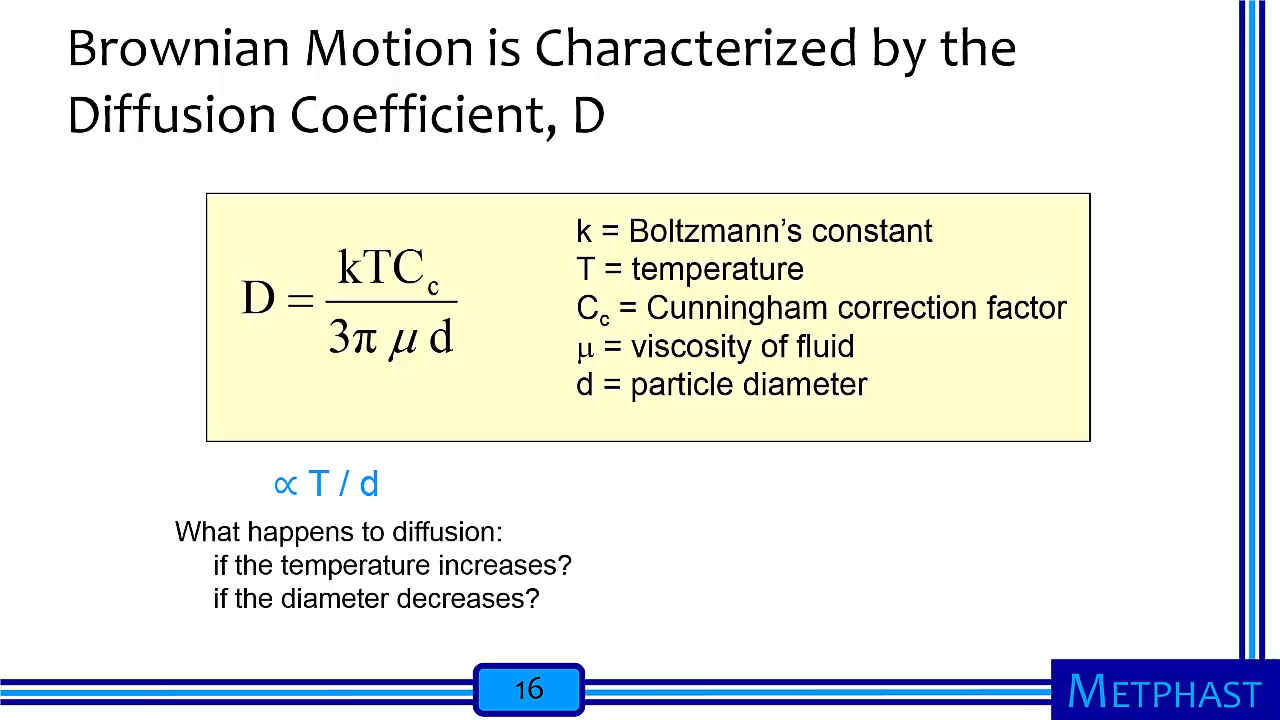 Brownian Motion is Characterized by the
Diffusion Coefficient, D
D = kTCc / 3π μ d
k = Boltzmann's constant
T = temperature
Cc = Cunningham correction factor
μ = viscosity of fluid
d = particle diameter
∝ T / d
What happens to diffusion:
if the temperature increases?
if the diameter decreases?
16
METPHAST